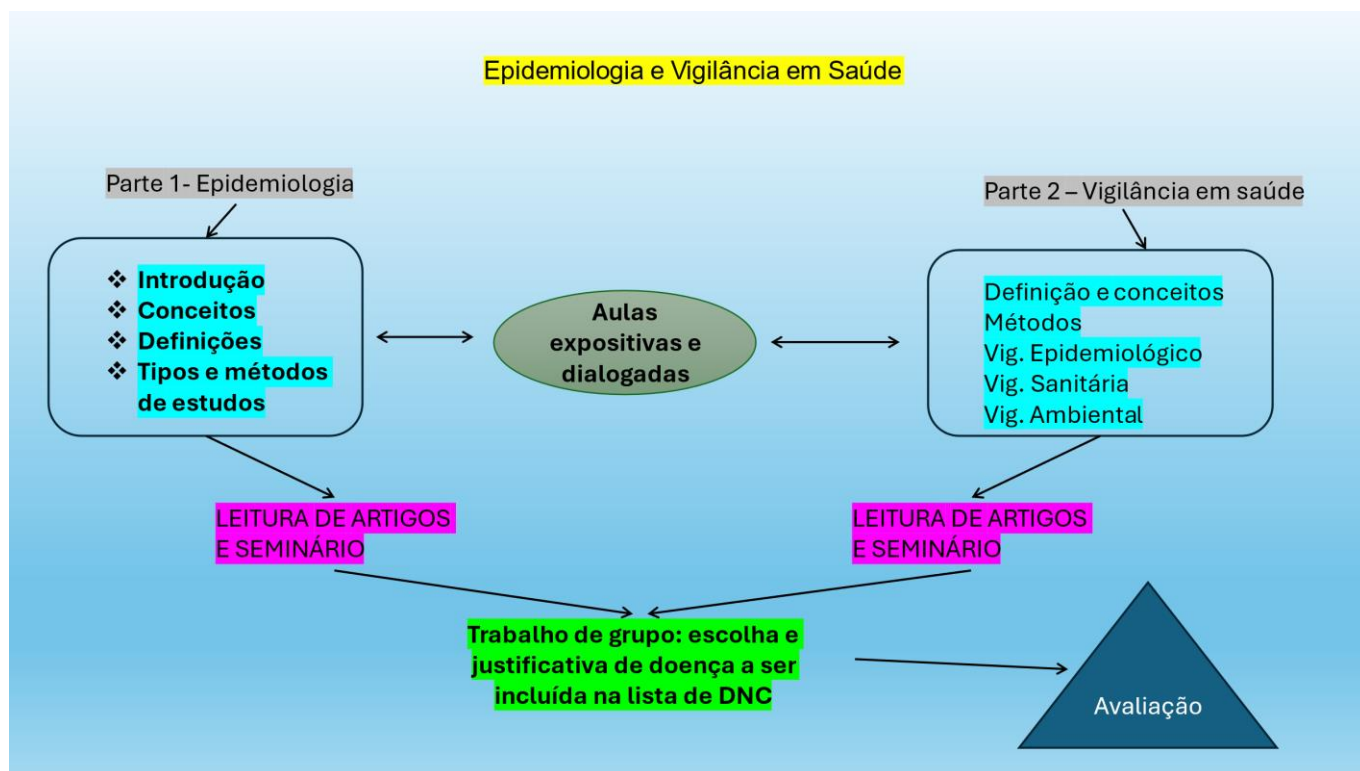 Epidemiologia e Vigilância em Saúde
Parte 1- Epidemiologia
❖ Introdução
❖ Conceitos
❖ Definições
❖ Tipos e métodos
de estudos
Aulas
expositivas e
dialogadas
Parte 2 – Vigilância em saúde
Definição e conceitos
Métodos
Vig. Epidemiológico
Vig. Sanitária
Vig. Ambiental
LEITURA DE ARTIGOS
E SEMINÁRIO
LEITURA DE ARTIGOS
E SEMINÁRIO
Trabalho de grupo: escolha e
justificativa de doença a ser
incluída na lista de DNC
Avaliação